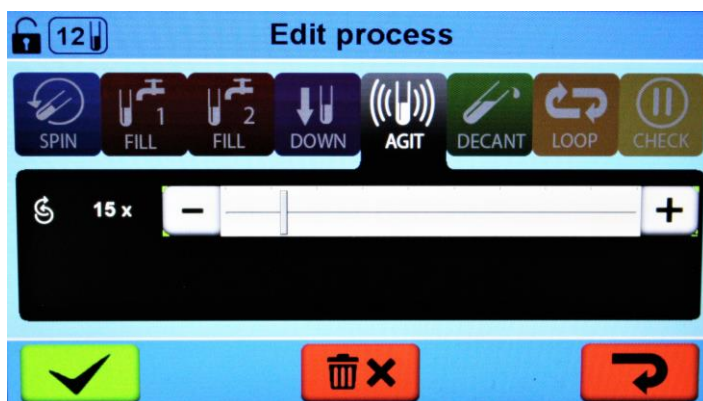 12
Edit process
SPIN
1
FILL
2
FILL
DOWN
AGIT
DECANT
LOOP
CHECK
15 x